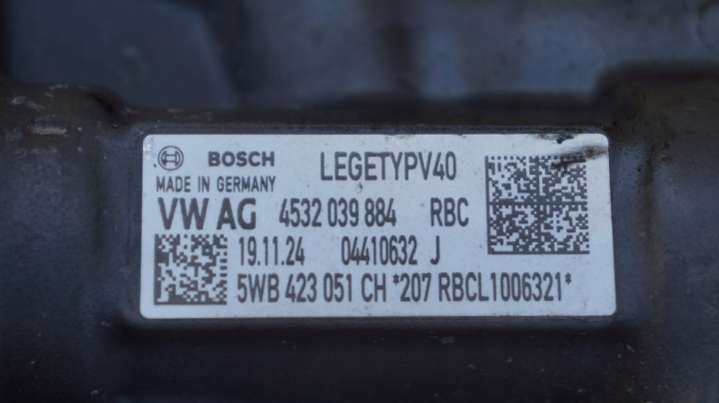 BOSCH LEGETYPV40
MADE IN GERMANY
VW AG 4532 039 884 RBC
19.11.24 04410632 J
5WB 423 051 CH *207 RBCL1006321*